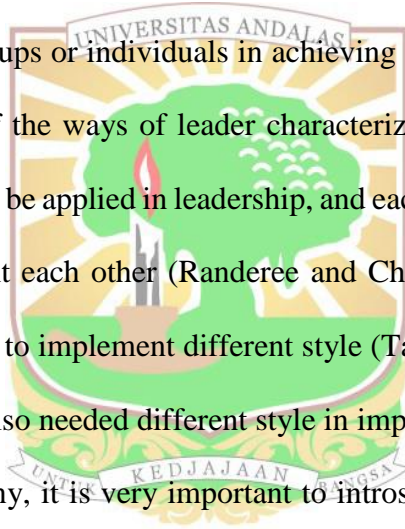 UNIVERSITAS ANDALAS
ups or individuals in achieving
f the ways of leader characteriz
be applied in leadership, and eac
t each other (Randeree and Ch
to implement different style (Ta
lso needed different style in imp
UNTUK KEDJAJAAN BANGSA
ny, it is very important to intros